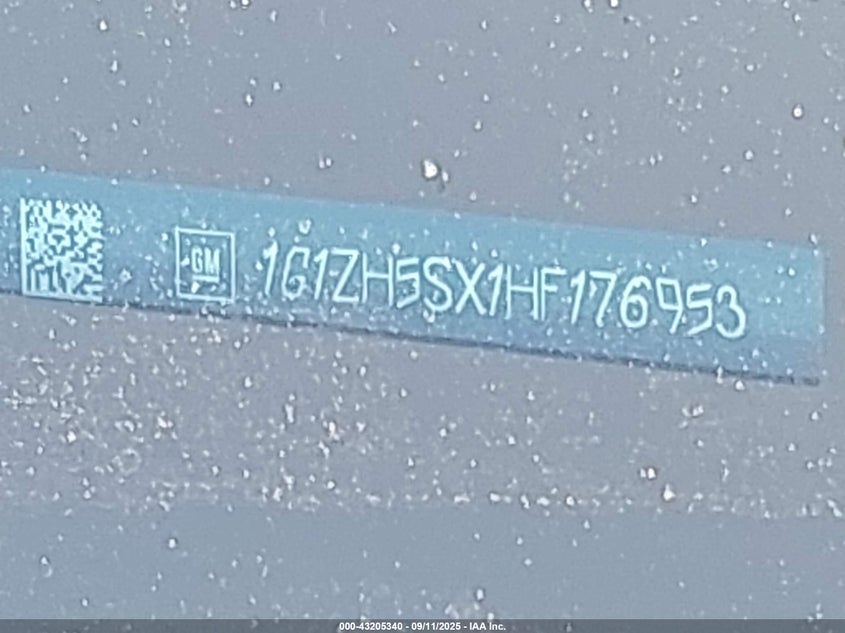 GM 1G1ZH5SX1HF176953
000-43205340 - 09/11/2025 - IAA Inc.